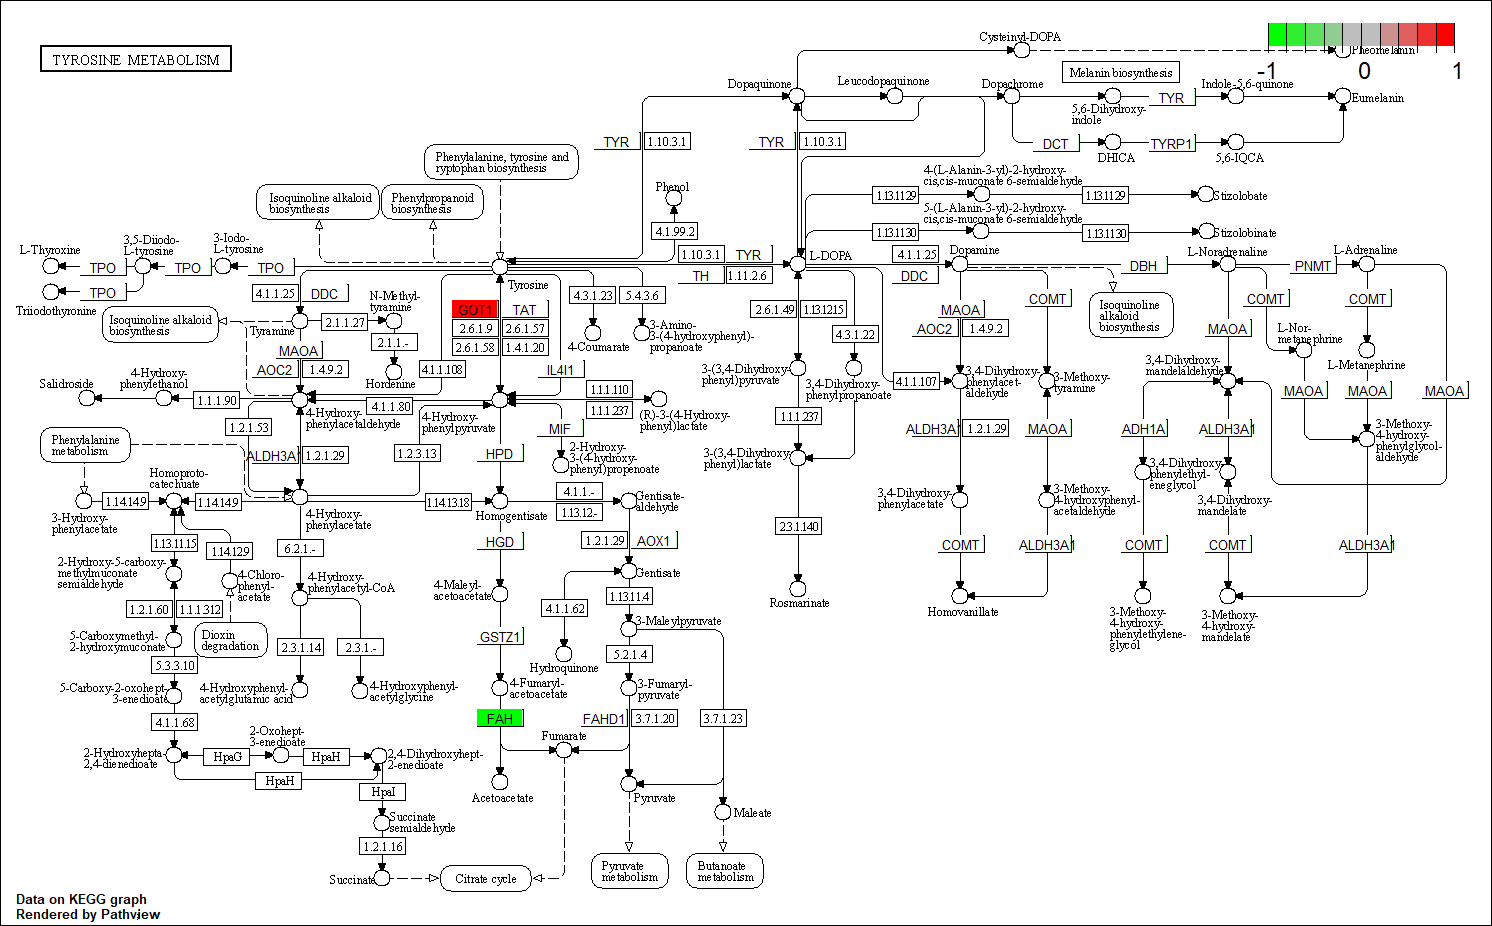 TYROSINE METABOLISM
-1
0
1
Cysteinyl-DOPA
Pheomelanin
Melanin biosynthesis
Dopaquinone
Leucodopaquinone
Dopachrome
Indole-5,6-quinone
Eumelanin
5,6-Dihydroxy-
indole
TYR
TYR
1.10.3.1
TYR
1.10.3.1
DCT
DHICA
TYRP1
5,6-IQCA
Phenylalanine, tyrosine and
ryptophan biosynthesis
Isoquinoline alkaloid
biosynthesis
Phenylpropanoid
biosynthesis
Phenol
4.1.99.2
4-(L-Alanin-3-yl)-2-hydroxy-
cis,cis-muconate 6-semialdehyde
1.13.11.29
1.13.11.29
Stizolobate
5-(L-Alanin-3-yl)-2-hydroxy-
cis,cis-muconate 6-semialdehyde
1.13.11.30
1.13.11.30
Stizolobinate
L-Thyroxine
3,5-Diiodo-
L-tyrosine
3-Iodo-
L-tyrosine
TPO
TPO
TPO
TPO
Triiodothyronine
1.10.3.1
TYR
TH
1.11.2.6
L-DOPA
4.1.1.25
DDC
Dopamine
DBH
L-Noradrenaline
PNMT
L-Adrenaline
Tyrosine
4.1.1.25
DDC
N-Methyl-
tyramine
Isoquinoline alkaloid
biosynthesis
Tyramine
2.1.1.27
2.1.1.-
Hordenine
GOT1
TAT
2.6.1.9
2.6.1.57
2.6.1.58
1.4.1.20
4.3.1.23
5.4.3.6
4-Coumarate
3-Amino-
3-(4-hydroxyphenyl)-
propanoate
2.6.1.49
1.13.12.15
4.3.1.22
MAOA
AOC2
1.4.9.2
COMT
Isoquinoline
alkaloid
biosynthesis
MAOA
COMT
COMT
L-Nor-
metanephrine
L-Metanephrine
MAOA
AOC2
1.4.9.2
4.1.1.108
IL4I1
Salidroside
4-Hydroxy-
phenylethanol
1.1.1.90
4-Hydroxy-
phenylacetaldehyde
4.1.1.80
4-Hydroxy-
phenylpyruvate
1.1.1.110
1.1.1.237
(R)-3-(4-Hydroxy-
phenyl)lactate
3-(3,4-Dihydroxy-
phenyl)pyruvate
3,4-Dihydroxy-
phenylpropanoate
4.1.1.107
3,4-Dihydroxy-
phenylacet-
aldehyde
3-Methoxy-
tyramine
3,4-Dihydroxy-
mandelaldehyde
MAOA
MAOA
MAOA
1.2.1.53
MIF
1.1.1.237
ALDH3A1
1.2.1.29
MAOA
ADH1A
ALDH3A1
3-Methoxy-
4-hydroxy-
phenylglycol-
aldehyde
Phenylalanine
metabolism
ALDH3A1
1.2.1.29
1.2.3.13
HPD
2-Hydroxy-
3-(4-hydroxy-
phenyl)propenoate
3-(3,4-Dihydroxy-
phenyl)lactate
3,4-Dihydroxy-
phenylethyl-
eneglycol
Homoproto-
catechuate
1.14.14.9
1.14.14.9
3-Hydroxy-
phenylacetate
4-Hydroxy-
phenylacetate
1.14.13.18
Homogentisate
4.1.1.-
1.13.12.-
Gentisate-
aldehyde
3,4-Dihydroxy-
phenylacetate
3-Methoxy-
4-hydroxyphenyl-
acetaldehyde
3,4-Dihydroxy-
mandelate
2.3.1.140
1.13.11.15
1.14.12.9
6.2.1.-
HGD
1.2.1.29
AOX1
COMT
ALDH3A1
COMT
COMT
ALDH3A1
2-Hydroxy-5-carboxy-
methylmuconate
semialdehyde
4-Chloro-
phenyl-
acetate
4-Hydroxy-
phenylacetyl-CoA
4-Maleyl-
acetoacetate
Gentisate
Rosmarinate
Homovanillate
3-Methoxy-
4-hydroxy-
phenylethylene-
glycol
3-Methoxy-
4-hydroxy-
mandelate
1.2.1.60
1.1.1.312
4.1.1.62
1.13.11.4
3-Maleylpyruvate
5-Carboxymethyl-
2-hydroxymuconate
Dioxin
degradation
2.3.1.14
2.3.1.-
GSTZ1
Hydroquinone
5.2.1.4
5.3.3.10
5-Carboxy-2-oxohept-
3-enedioate
4-Hydroxyphenyl-
acetylglutamic acid
4-Hydroxyphenyl-
acetylglycine
4-Fumaryl-
acetoacetate
3-Fumaryl-
pyruvate
4.1.1.68
FAH
FAHD1
3.7.1.20
3.7.1.23
2-Hydroxyhepta-
2,4-dienedioate
2-Oxohept-
3-enedioate
HpaG
HpaH
2,4-Dihydroxyhept-
2-enedioate
HpaH
HpaI
Fumarate
Acetoacetate
Pyruvate
Maleate
Succinate
semialdehyde
1.2.1.16
Succinate
Citrate cycle
Pyruvate
metabolism
Butanoate
metabolism
Data on KEGG graph
Rendered by Pathview